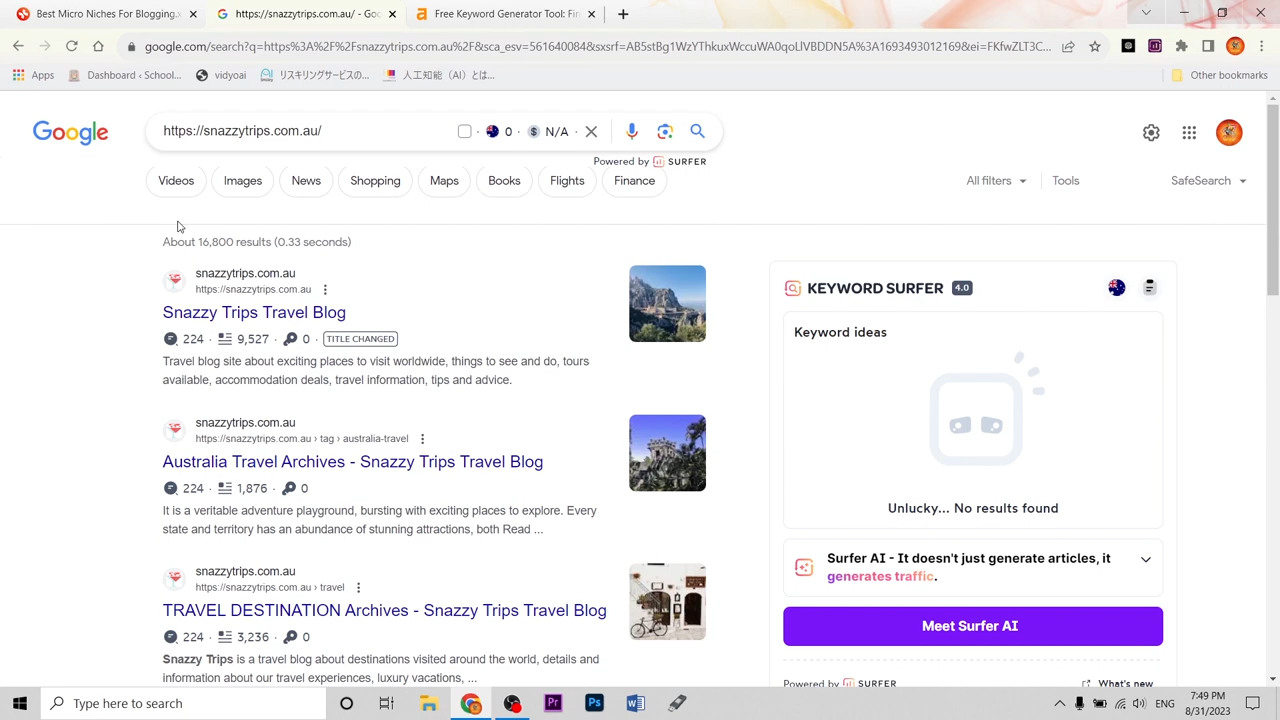 Best Micro Niches For Blogging.
https://snazzytrips.com.au/ - Goo
Free Keyword Generator Tool: Fin
google.com/search?q=https%3A%2F%2Fsnazzytrips.com.au%2F&sca_esv=561640084&sxsrf=AB5stBg1WzYThkuxWccuWA0qoLlVBDDN5A%3A1693493012169&ei=FKfwZLT3C...
Apps
Dashboard ‹ School...
vidyoai
リスキリングサービスの...
人工知能（AI）とは...
Other bookmarks
Google
https://snazzytrips.com.au/
0
N/A
Powered by SURFER
Videos
Images
News
Shopping
Maps
Books
Flights
Finance
All filters
Tools
SafeSearch
About 16,800 results (0.33 seconds)
snazzytrips.com.au
https://snazzytrips.com.au
Snazzy Trips Travel Blog
224 · 9,527 · 0 · TITLE CHANGED
Travel blog site about exciting places to visit worldwide, things to see and do, tours
available, accommodation deals, travel information, tips and advice.
snazzytrips.com.au
https://snazzytrips.com.au › tag › australia-travel
Australia Travel Archives - Snazzy Trips Travel Blog
224 · 1,876 · 0
It is a veritable adventure playground, bursting with exciting places to explore. Every
state and territory has an abundance of stunning attractions, both Read ...
snazzytrips.com.au
https://snazzytrips.com.au › travel
TRAVEL DESTINATION Archives - Snazzy Trips Travel Blog
224 · 3,236 · 0
Snazzy Trips is a travel blog about destinations visited around the world, details and
information about our travel experiences, luxury vacations, ...
KEYWORD SURFER 4.0
Keyword ideas
Unlucky... No results found
Surfer AI - It doesn't just generate articles, it
generates traffic.
Meet Surfer AI
Powered by SURFER
What's new
Type here to search
Pr
Ps
ENG
7:49 PM
8/31/2023